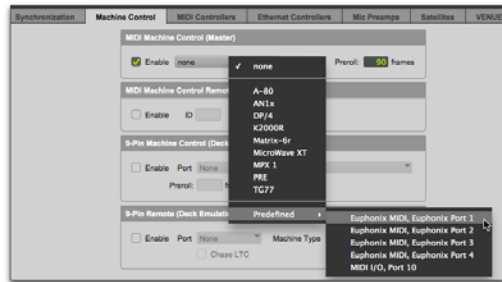 Synchronization Machine Control MIDI Controllers Ethernet Controllers Mic Preamps Satellites VENUE
MIDI Machine Control (Master)
Enable none Preroll: 90 frames
✓ none
MIDI Machine Control Remo
Enable ID
A-80
AN1x
DP/4
K2000R
Matrix-6r
MicroWave XT
MPX 1
PRE
TG77
9-Pin Machine Control (Deck
Enable Port None
Preroll:
Predefined
9-Pin Remote (Deck Emulati
Enable Port None Machine Type
Chase LTC
Euphonix MIDI, Euphonix Port 1
Euphonix MIDI, Euphonix Port 2
Euphonix MIDI, Euphonix Port 3
Euphonix MIDI, Euphonix Port 4
MIDI I/O, Port 10